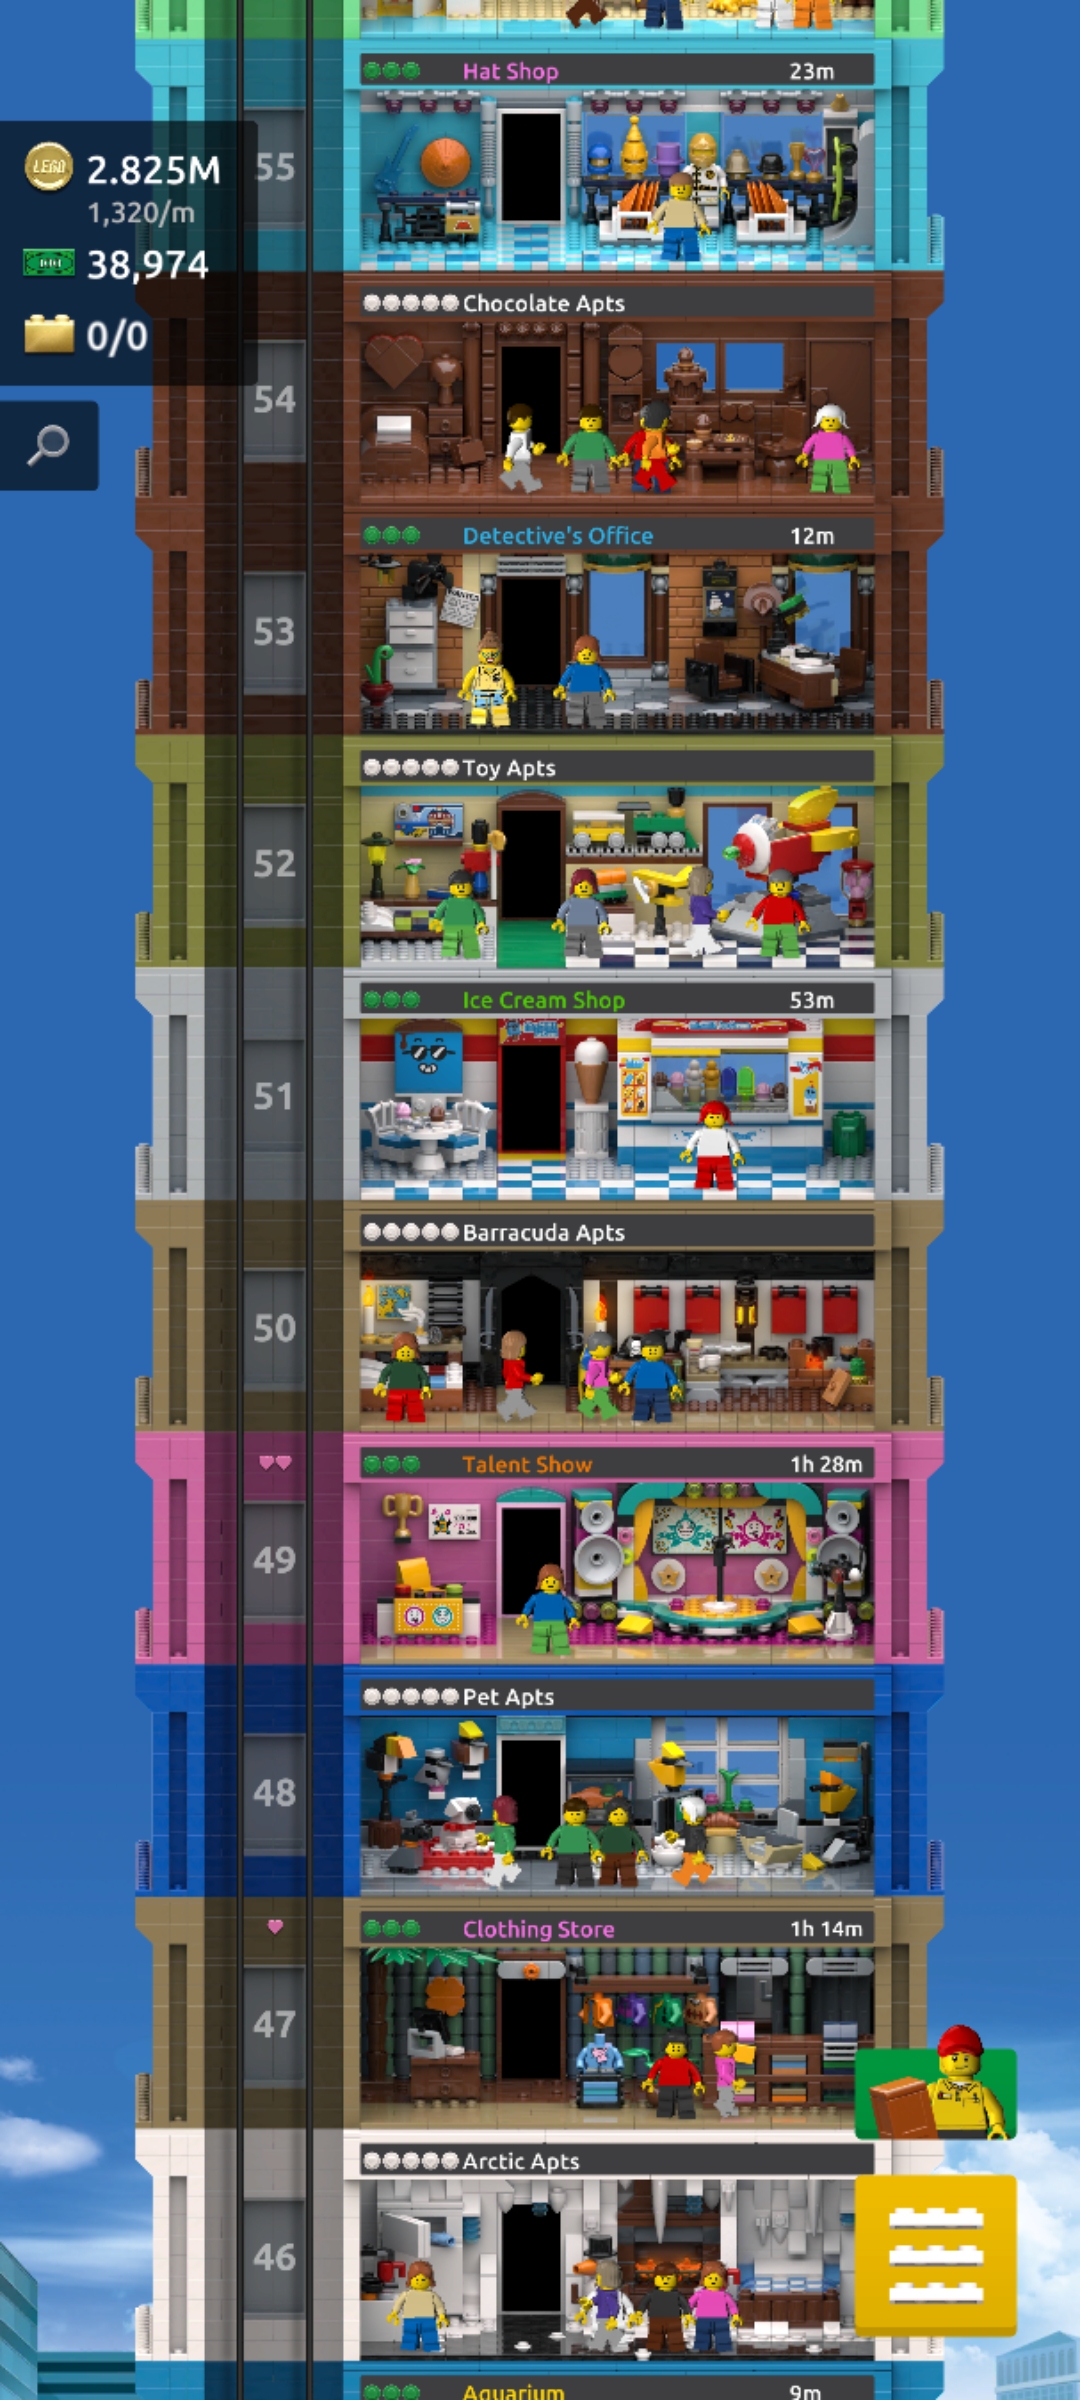 Hat Shop 23m
LEGO 2.825M
1,320/m
38,974
0/0
55
Chocolate Apts
54
Detective's Office 12m
WANTED
53
Toy Apts
52
Ice Cream Shop 53m
51
Barracuda Apts
50
Talent Show 1h 28m
49
Pet Apts
48
Clothing Store 1h 14m
47
Arctic Apts
46
Aquarium 9m